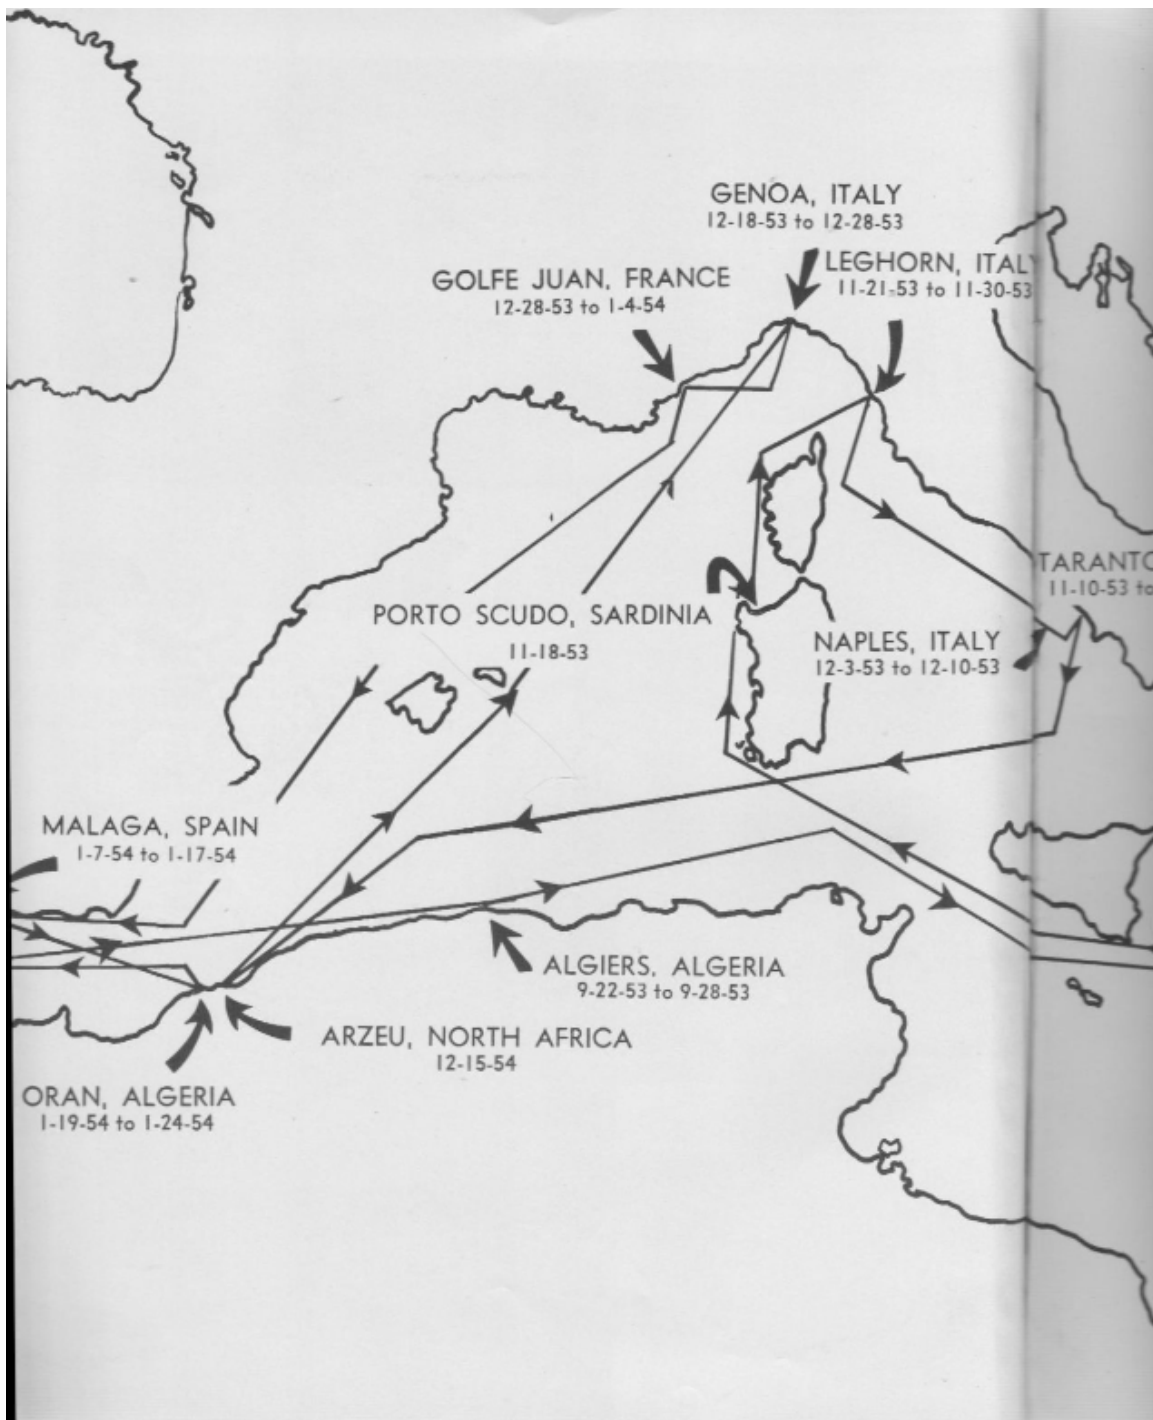 GENOA, ITALY
12-18-53 to 12-28-53
LEGHORN, ITALY
11-21-53 to 11-30-53
GOLFE JUAN, FRANCE
12-28-53 to 1-4-54
TARANTO
11-10-53 to
PORTO SCUDO, SARDINIA
11-18-53
NAPLES, ITALY
12-3-53 to 12-10-53
MALAGA, SPAIN
1-7-54 to 1-17-54
ALGIERS, ALGERIA
9-22-53 to 9-28-53
ARZEU, NORTH AFRICA
12-15-54
ORAN, ALGERIA
1-19-54 to 1-24-54